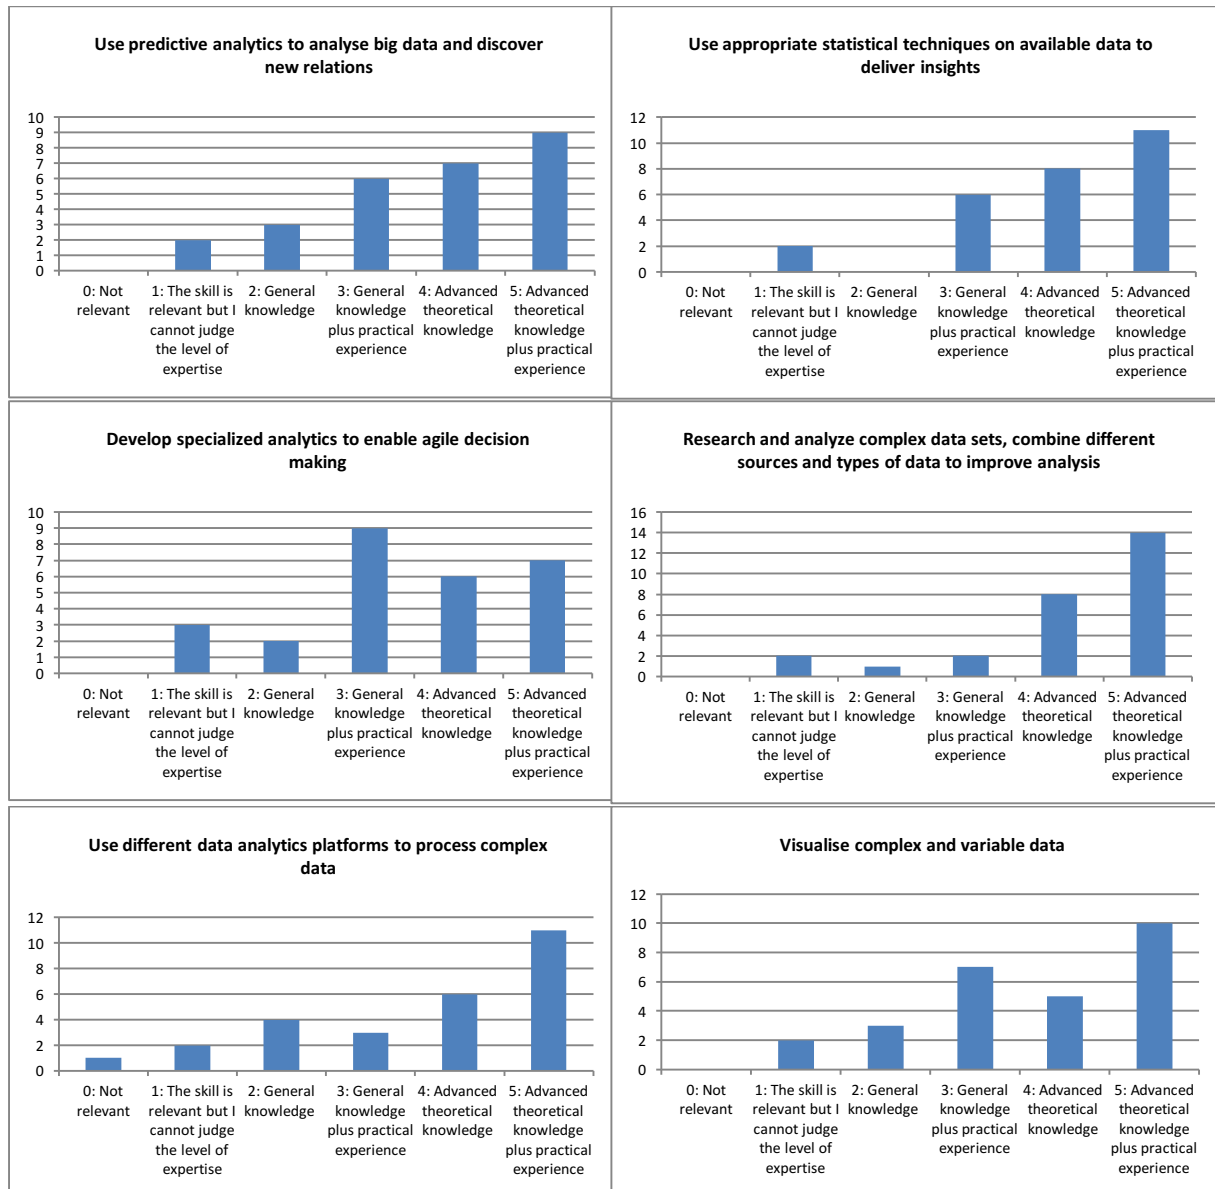 Use predictive analytics to analyse big data and discover
new relations
10
9
8
7
6
5
4
3
2
1
0
0: Not
relevant
1: The skill is
relevant but I
cannot judge
the level of
expertise
2: General
knowledge
3: General
knowledge
plus practical
experience
4: Advanced
theoretical
knowledge
5: Advanced
theoretical
knowledge
plus practical
experience
Use appropriate statistical techniques on available data to
deliver insights
12
10
8
6
4
2
0
0: Not
relevant
1: The skill is
relevant but I
cannot judge
the level of
expertise
2: General
knowledge
3: General
knowledge
plus practical
experience
4: Advanced
theoretical
knowledge
5: Advanced
theoretical
knowledge
plus practical
experience
Develop specialized analytics to enable agile decision
making
10
9
8
7
6
5
4
3
2
1
0
0: Not
relevant
1: The skill is
relevant but I
cannot judge
the level of
expertise
2: General
knowledge
3: General
knowledge
plus practical
experience
4: Advanced
theoretical
knowledge
5: Advanced
theoretical
knowledge
plus practical
experience
Research and analyze complex data sets, combine different
sources and types of data to improve analysis
16
14
12
10
8
6
4
2
0
0: Not
relevant
1: The skill is
relevant but I
cannot judge
the level of
expertise
2: General
knowledge
3: General
knowledge
plus practical
experience
4: Advanced
theoretical
knowledge
5: Advanced
theoretical
knowledge
plus practical
experience
Use different data analytics platforms to process complex
data
12
10
8
6
4
2
0
0: Not
relevant
1: The skill is
relevant but I
cannot judge
the level of
expertise
2: General
knowledge
3: General
knowledge
plus practical
experience
4: Advanced
theoretical
knowledge
5: Advanced
theoretical
knowledge
plus practical
experience
Visualise complex and variable data
12
10
8
6
4
2
0
0: Not
relevant
1: The skill is
relevant but I
cannot judge
the level of
expertise
2: General
knowledge
3: General
knowledge
plus practical
experience
4: Advanced
theoretical
knowledge
5: Advanced
theoretical
knowledge
plus practical
experience